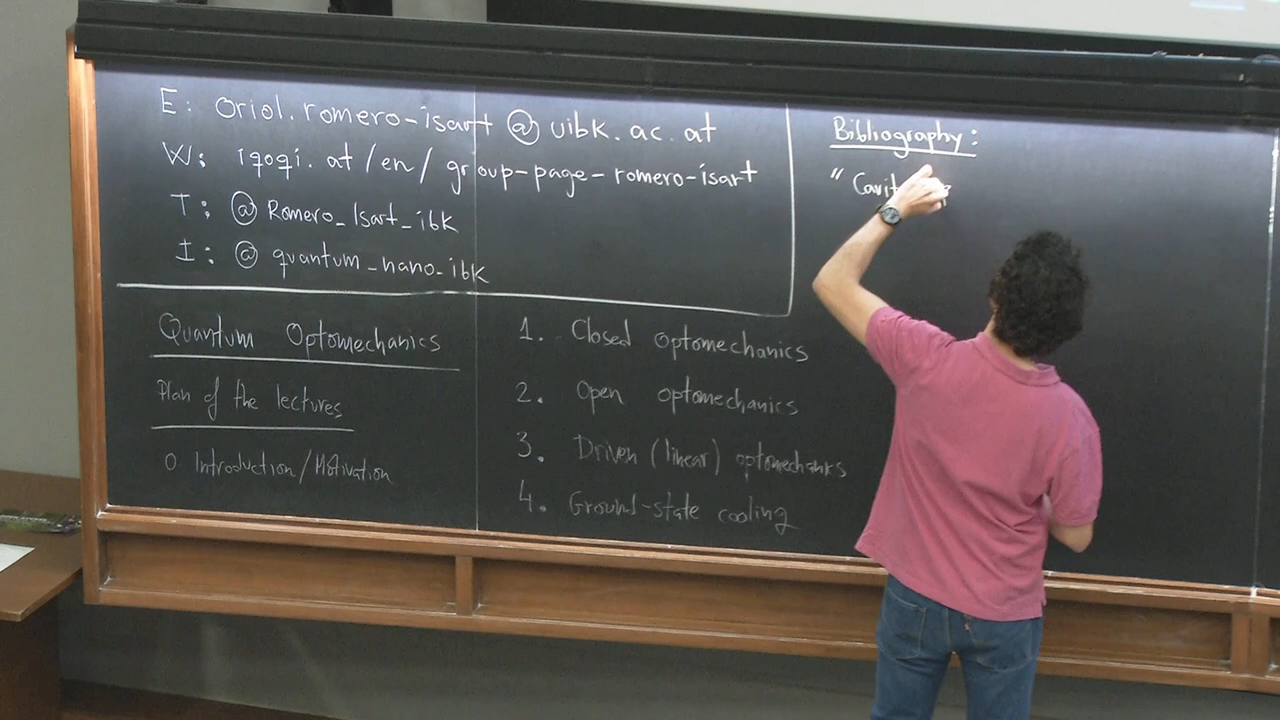 E: oriol.romero-isart @ uibk.ac.at
W: iqoqi.at/en/group-page-romero-isart
T: @ Romero_Isart_ibk
I: @ quantum_nano_ibk
Quantum Optomechanics
Plan of the lectures
0 Introduction/Motivation
1. Closed optomechanics
2. Open optomechanics
3. Driven (linear) optomechanics
4. Ground-state cooling
Bibliography: